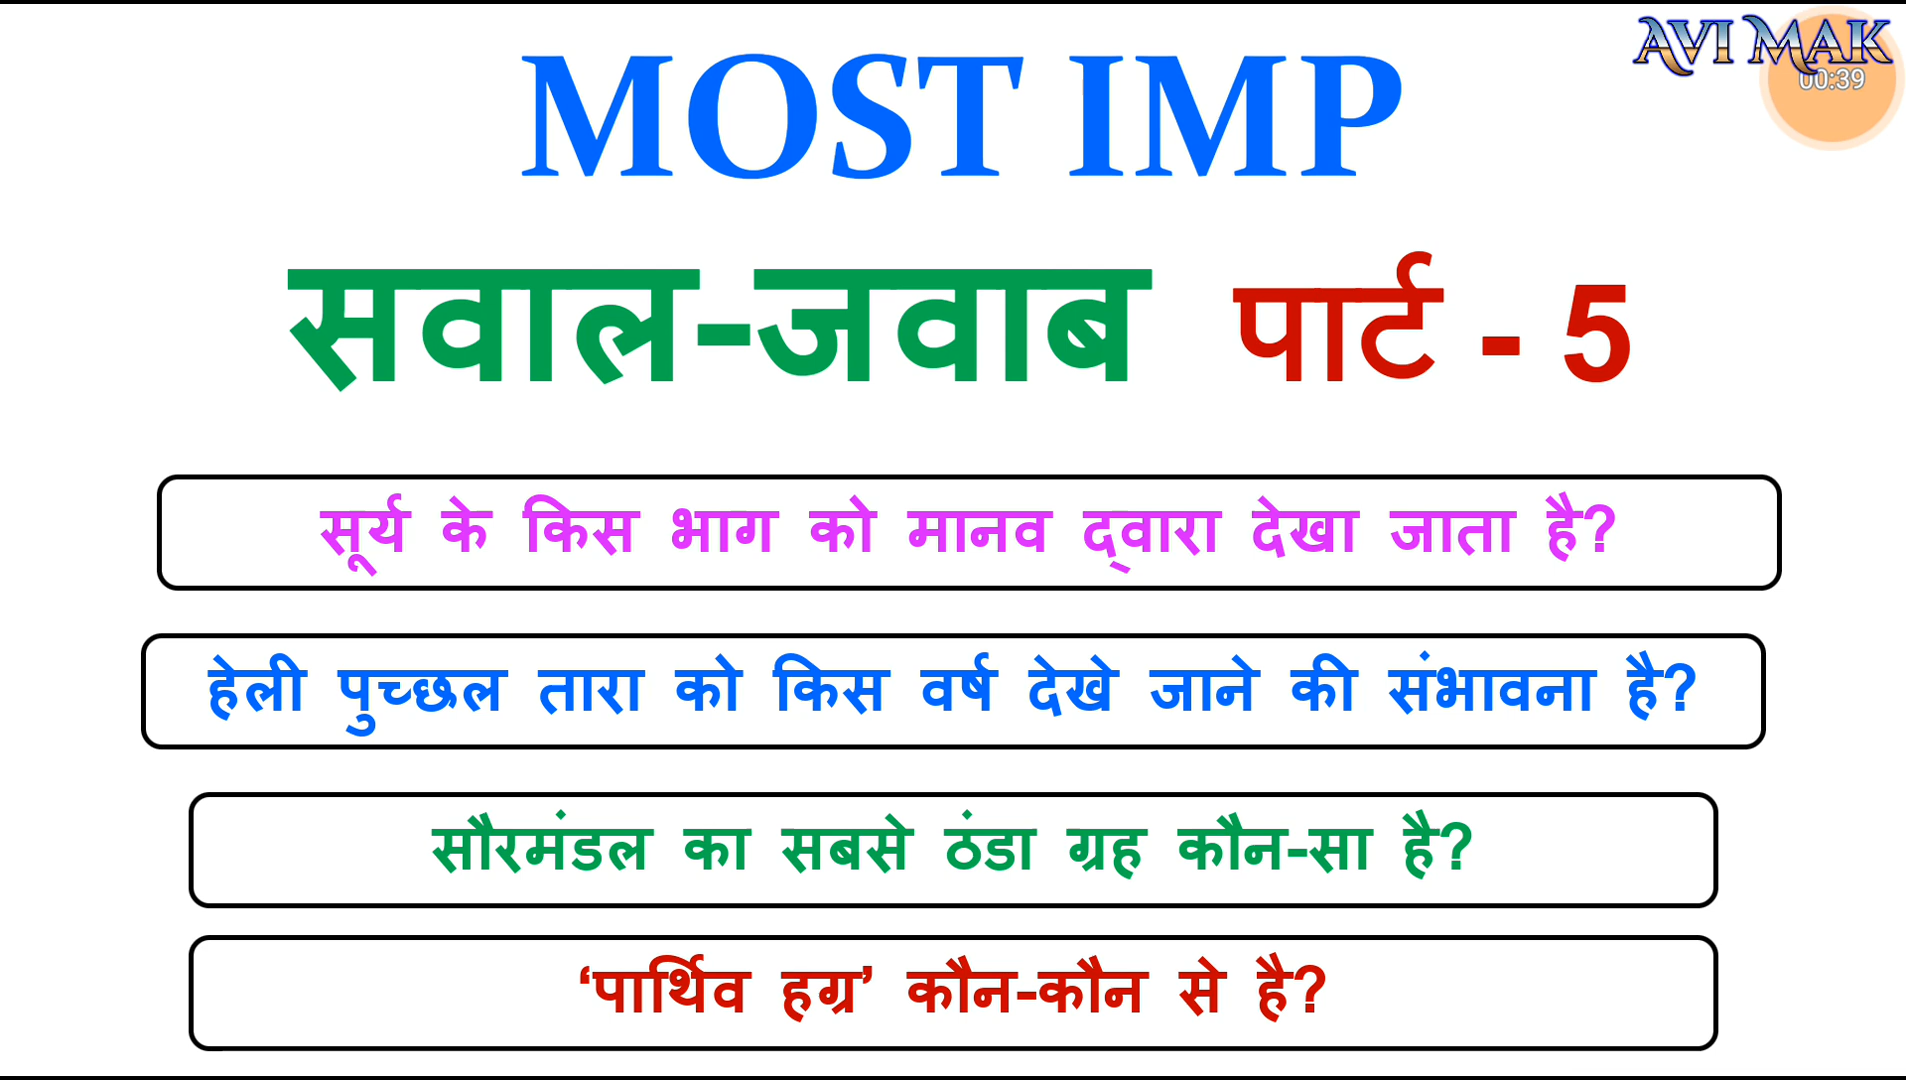 AVI MAK
00:39
MOST IMP
सवाल-जवाब पार्ट - 5
सूर्य के किस भाग को मानव द्वारा देखा जाता है?
हेली पुच्छल तारा को किस वर्ष देखे जाने की संभावना है?
सौरमंडल का सबसे ठंडा ग्रह कौन-सा है?
‘पार्थिव हग्र’ कौन-कौन से है?